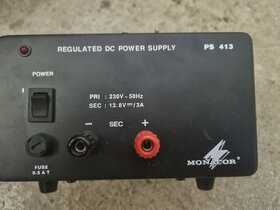 REGULATED DC POWER SUPPLY PS 413
POWER
I
PRI : 230V~50Hz
SEC : 13.8V⎓/3A
− SEC +
FUSE
0.5 A T
MONACOR